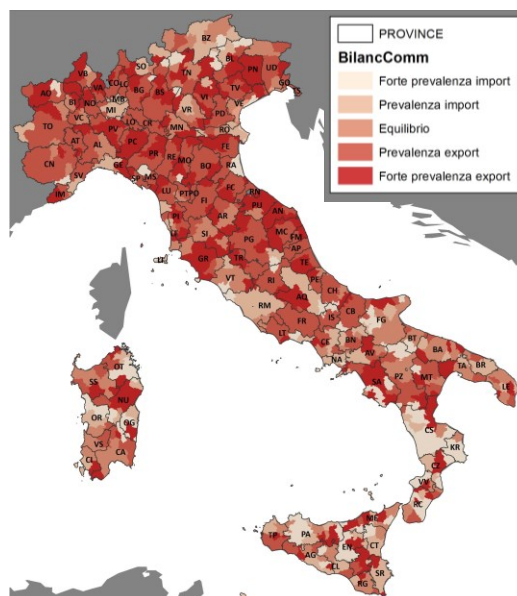 PROVINCE
BilancComm
Forte prevalenza import
Prevalenza import
Equilibrio
Prevalenza export
Forte prevalenza export
BZ
SO
BL
VB
TN
PN
UD
GO
AO
BG
BS
VI
TV
BI
NO
MI
VR
PD
VE
TO
VC
PV
LO
CR
MN
RO
AT
AL
PC
FE
CN
PR
RE
MO
BO
RA
SV
GE
SP
MS
IM
LU
PT
PO
FC
RN
FI
PU
AN
PI
AR
MC
SI
PG
FM
AP
GR
TR
TE
VT
RI
PE
AQ
CH
RM
FR
IS
CB
FG
LT
CE
BN
BT
BA
NA
AV
OT
SA
PZ
MT
TA
BR
SS
LE
NU
OR
OG
CS
VS
KR
CI
CA
CZ
VV
RC
ME
TP
PA
EN
CT
AG
CL
SR
RG